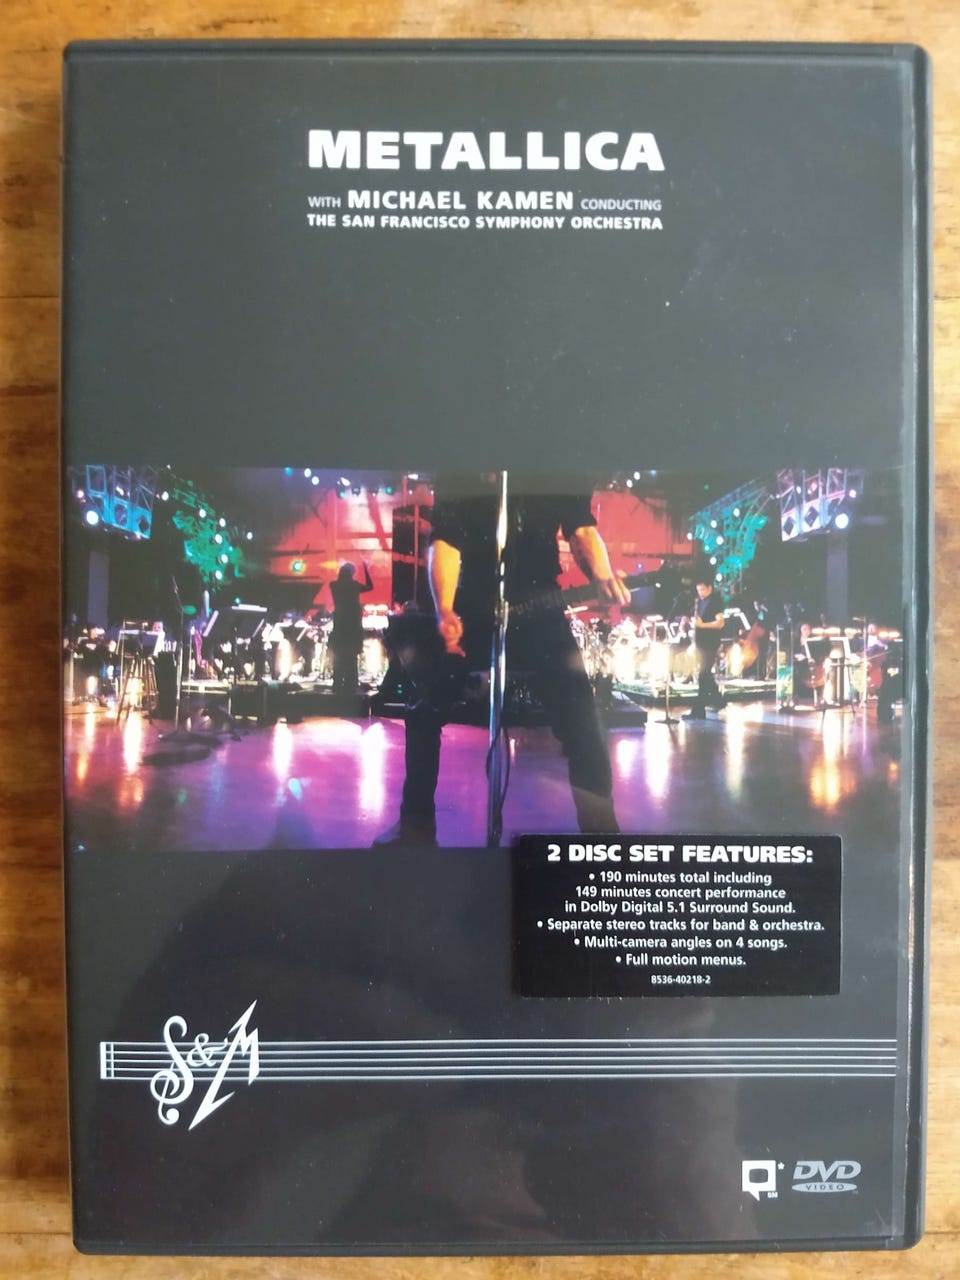 METALLICA
WITH MICHAEL KAMEN CONDUCTING
THE SAN FRANCISCO SYMPHONY ORCHESTRA
2 DISC SET FEATURES:
• 190 minutes total including
149 minutes concert performance
in Dolby Digital 5.1 Surround Sound.
• Separate stereo tracks for band & orchestra.
• Multi-camera angles on 4 songs.
• Full motion menus.
8536-40218-2
S&M
SM
DVD
VIDEO